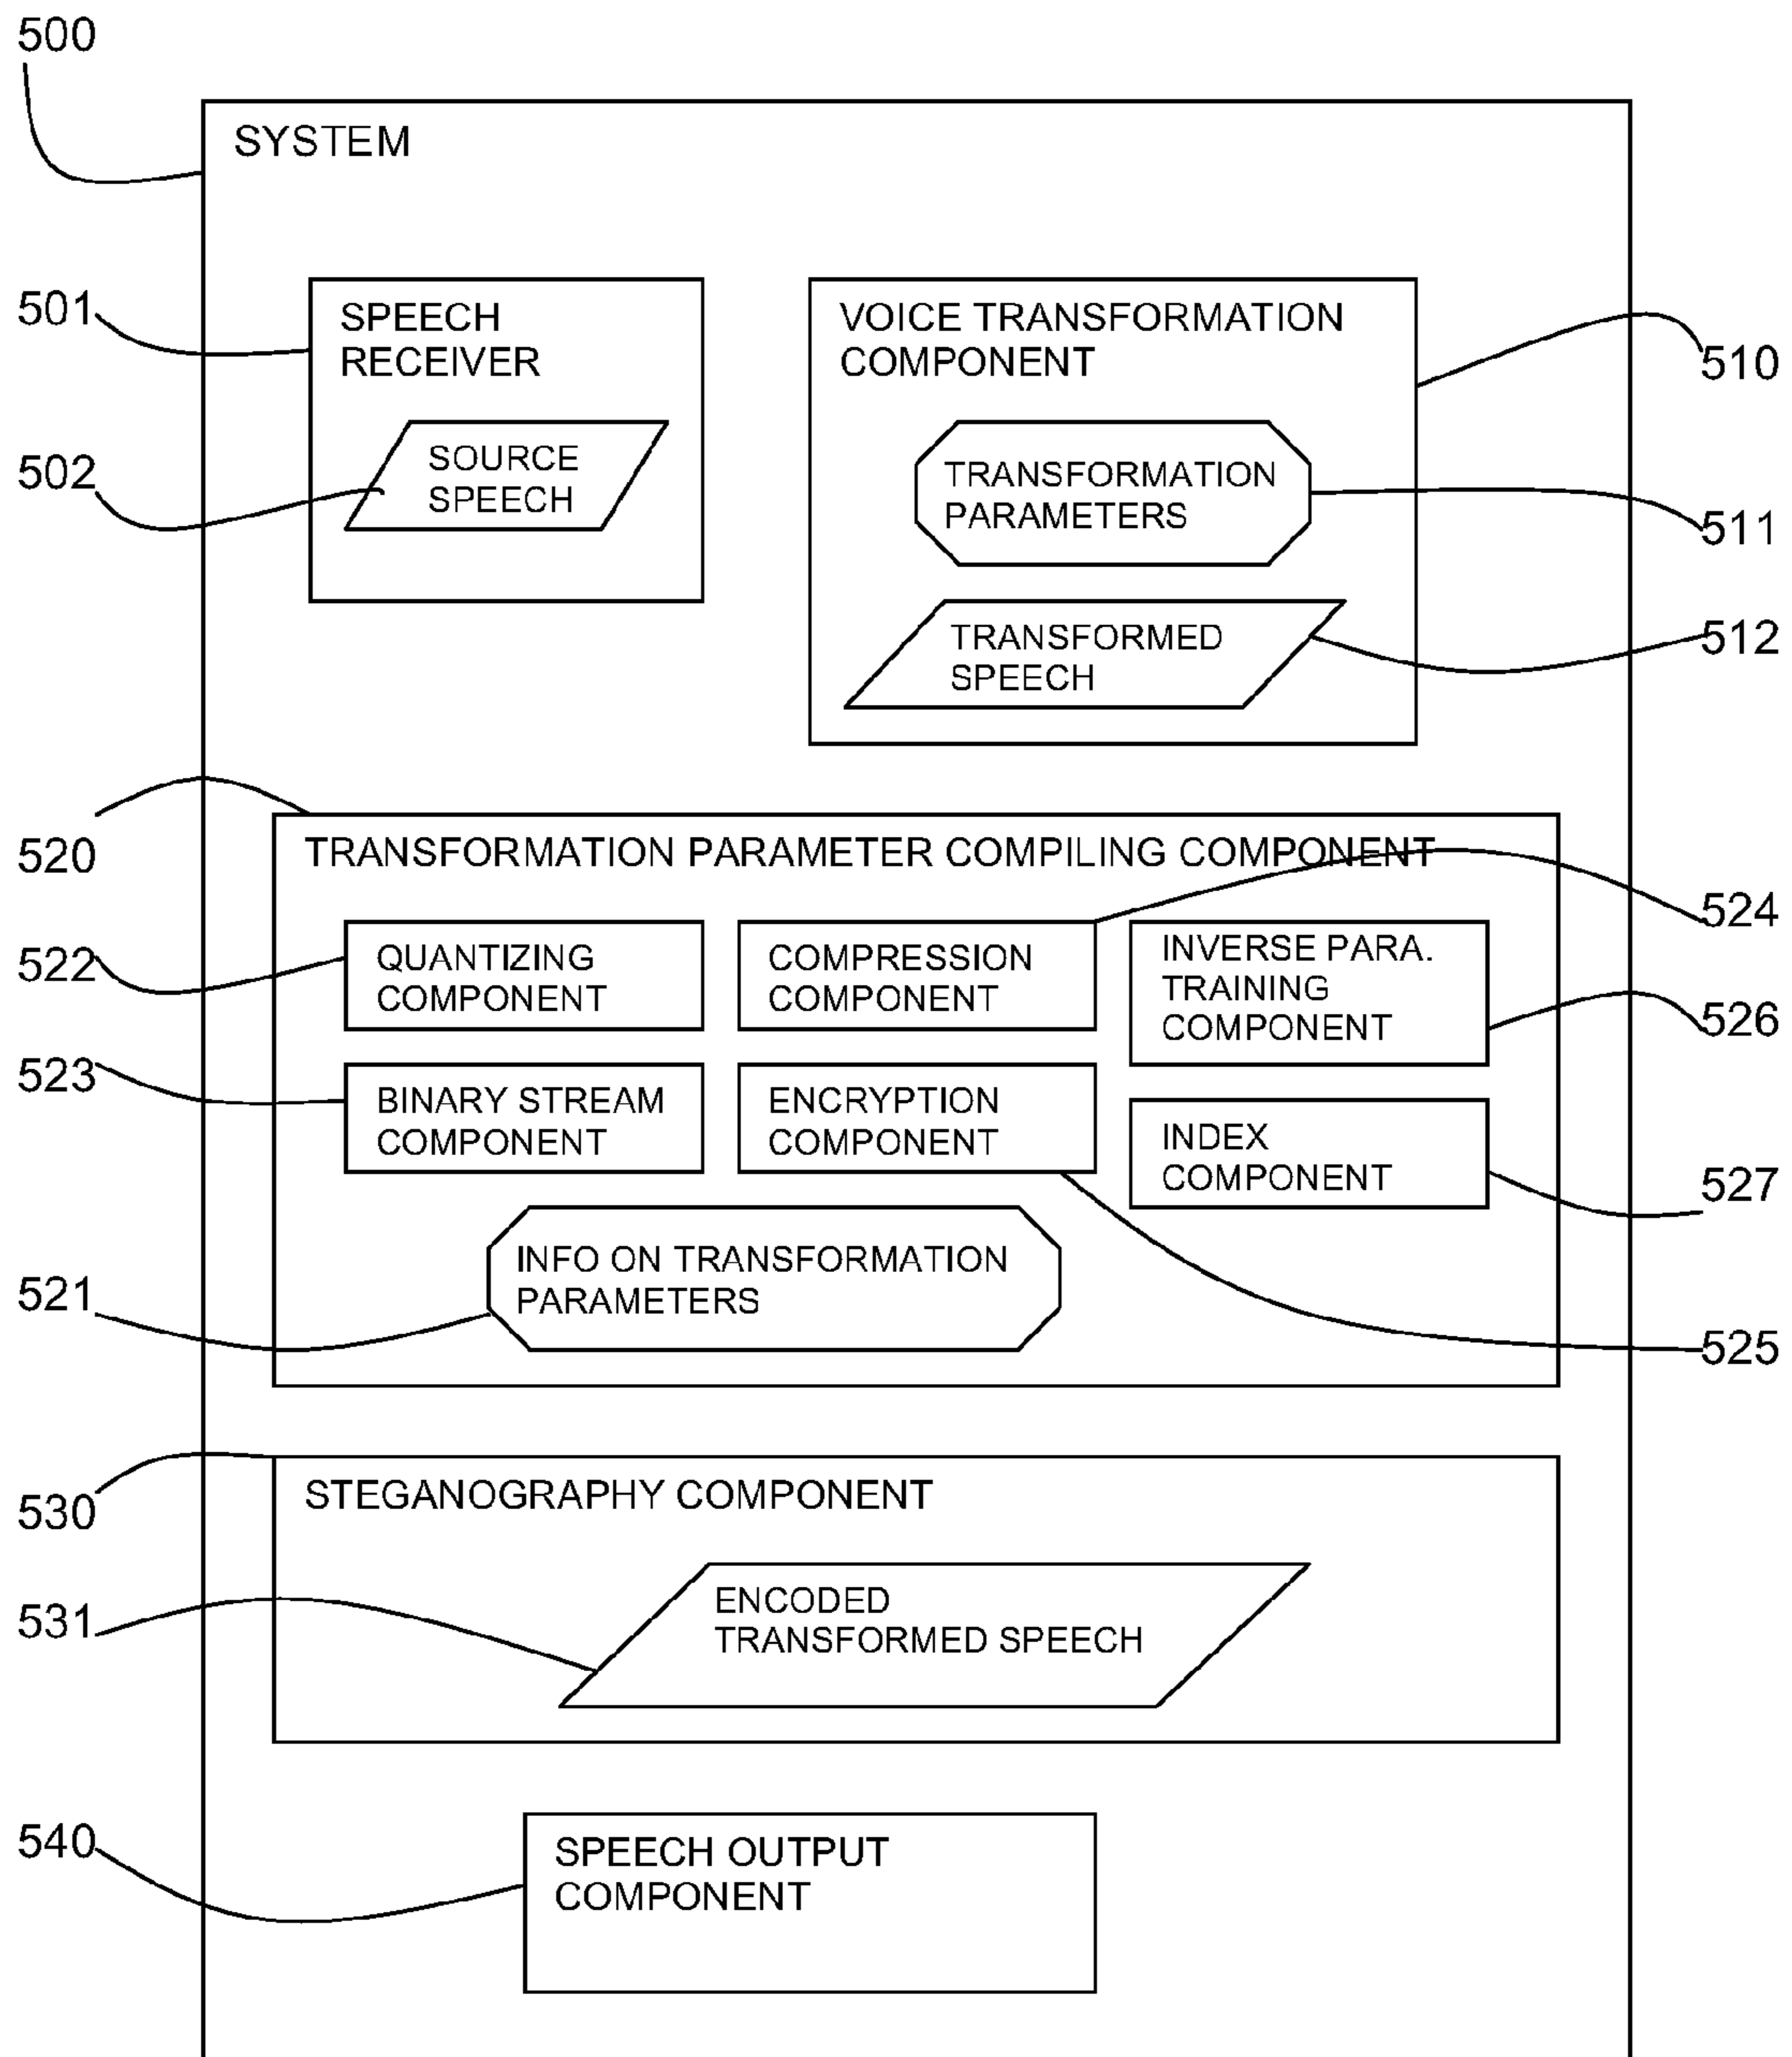 500
SYSTEM
501
SPEECH
RECEIVER
502
SOURCE
SPEECH
VOICE TRANSFORMATION
COMPONENT
510
TRANSFORMATION
PARAMETERS
511
TRANSFORMED
SPEECH
512
520
TRANSFORMATION PARAMETER COMPILING COMPONENT
522
QUANTIZING
COMPONENT
COMPRESSION
COMPONENT
524
INVERSE PARA.
TRAINING
COMPONENT
526
523
BINARY STREAM
COMPONENT
ENCRYPTION
COMPONENT
INDEX
COMPONENT
527
521
INFO ON TRANSFORMATION
PARAMETERS
525
530
STEGANOGRAPHY COMPONENT
531
ENCODED
TRANSFORMED SPEECH
540
SPEECH OUTPUT
COMPONENT